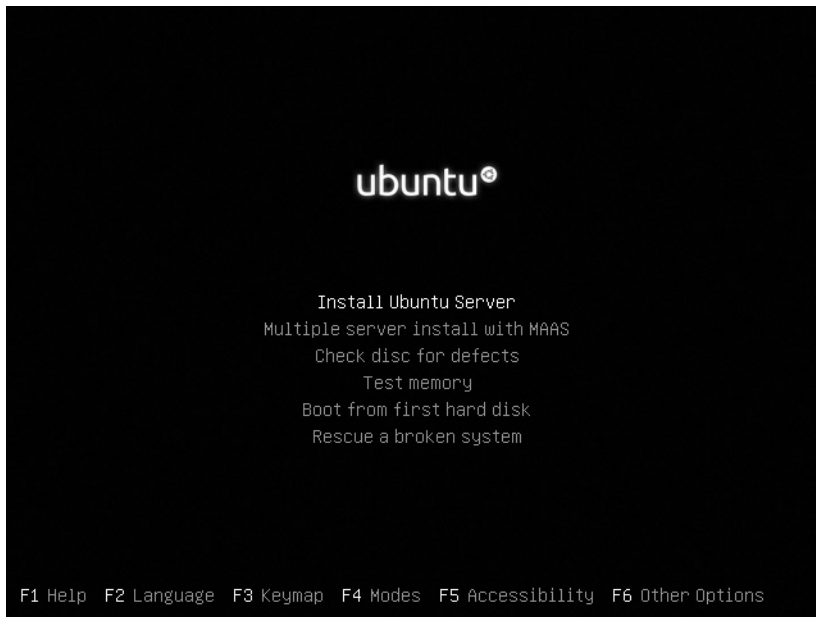 ubuntu
Install Ubuntu Server
Multiple server install with MAAS
Check disc for defects
Test memory
Boot from first hard disk
Rescue a broken system
F1 Help F2 Language F3 Keymap F4 Modes F5 Accessibility F6 Other Options